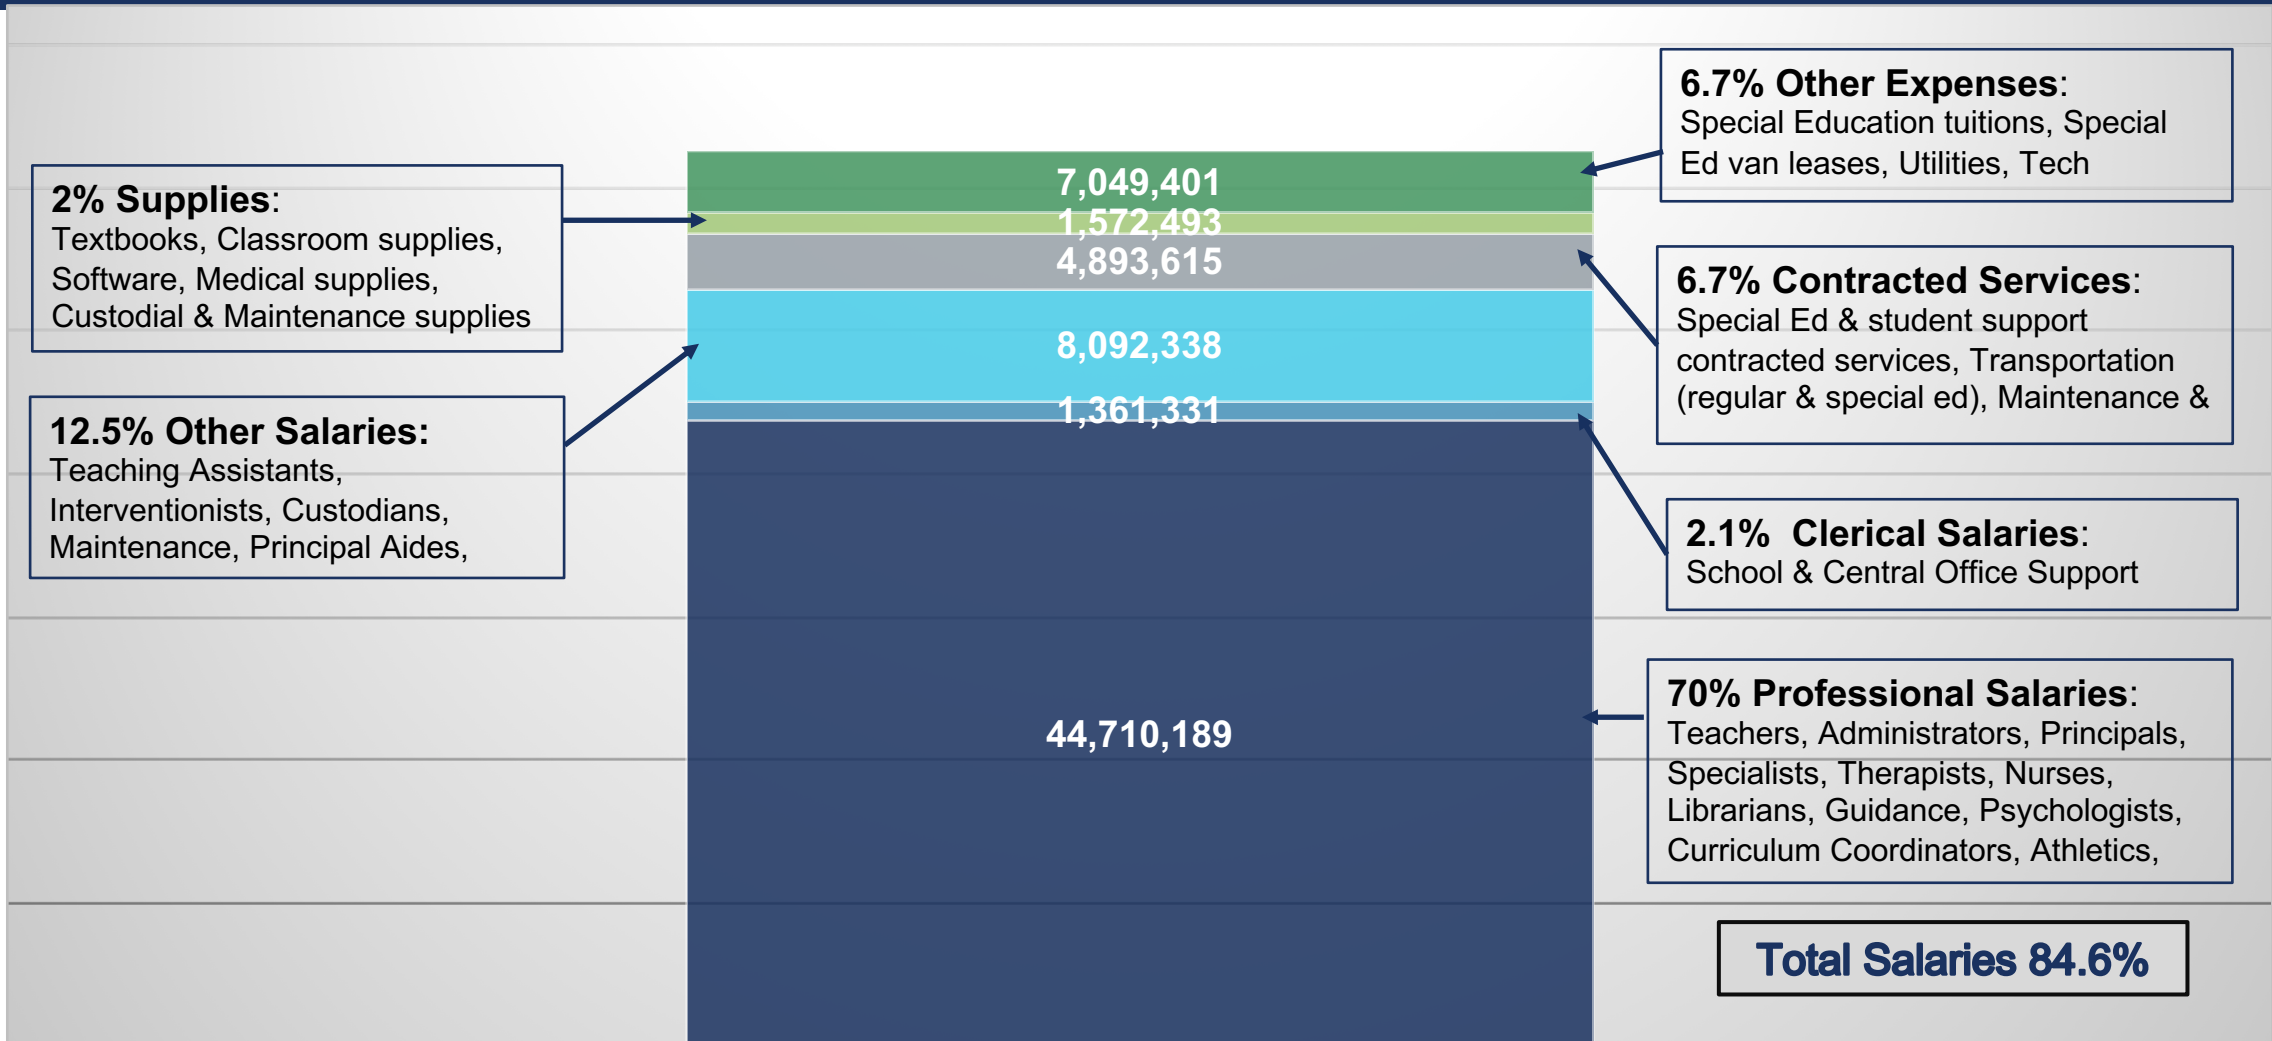 2% Supplies:
Textbooks, Classroom supplies,
Software, Medical supplies,
Custodial & Maintenance supplies
12.5% Other Salaries:
Teaching Assistants,
Interventionists, Custodians,
Maintenance, Principal Aides,
7,049,401
1,572,493
4,893,615
8,092,338
1,361,331
44,710,189
6.7% Other Expenses:
Special Education tuitions, Special
Ed van leases, Utilities, Tech
6.7% Contracted Services:
Special Ed & student support
contracted services, Transportation
(regular & special ed), Maintenance &
2.1% Clerical Salaries:
School & Central Office Support
70% Professional Salaries:
Teachers, Administrators, Principals,
Specialists, Therapists, Nurses,
Librarians, Guidance, Psychologists,
Curriculum Coordinators, Athletics,
Total Salaries 84.6%